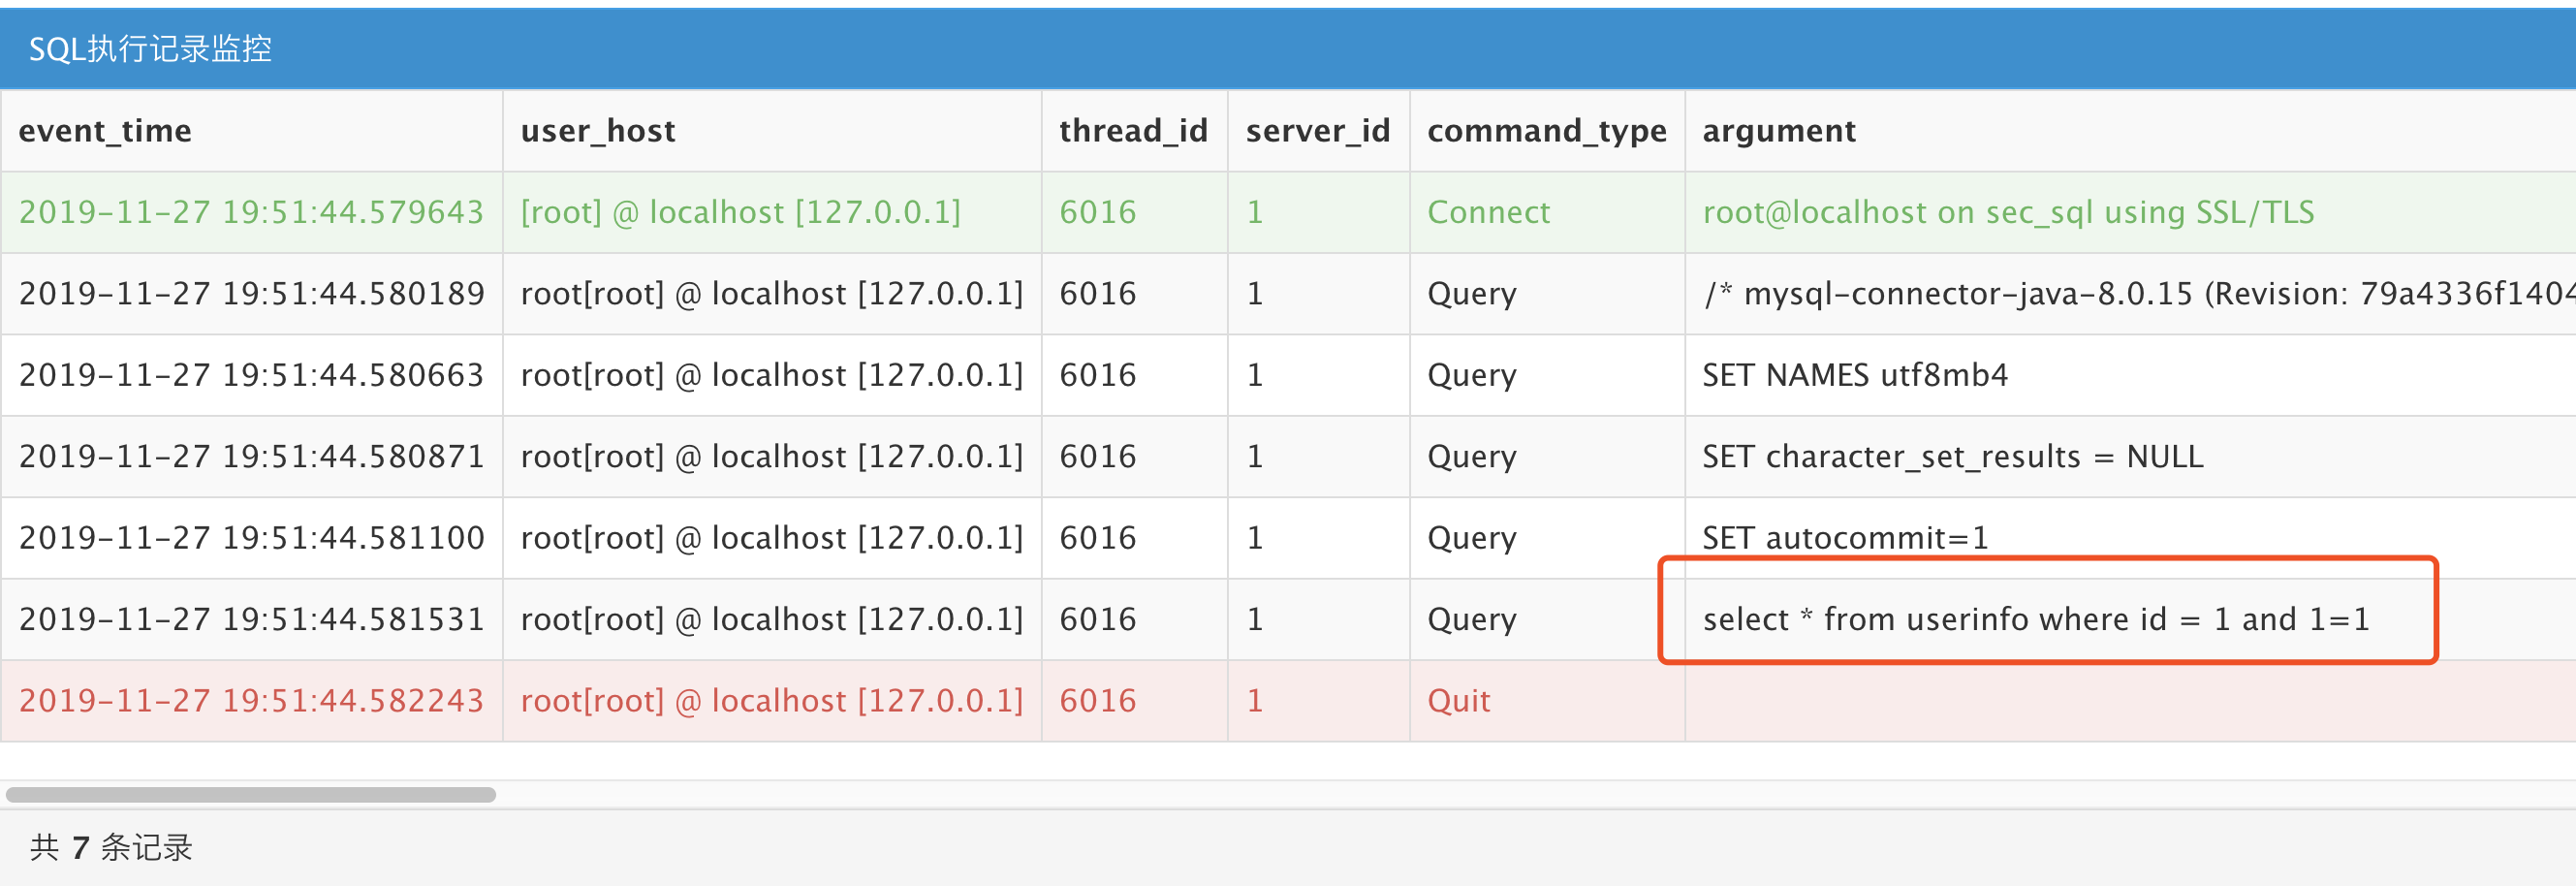 SQL执行记录监控
event_time user_host thread_id server_id command_type argument
2019-11-27 19:51:44.579643 [root] @ localhost [127.0.0.1] 6016 1 Connect root@localhost on sec_sql using SSL/TLS
2019-11-27 19:51:44.580189 root[root] @ localhost [127.0.0.1] 6016 1 Query /* mysql-connector-java-8.0.15 (Revision: 79a4336f1404
2019-11-27 19:51:44.580663 root[root] @ localhost [127.0.0.1] 6016 1 Query SET NAMES utf8mb4
2019-11-27 19:51:44.580871 root[root] @ localhost [127.0.0.1] 6016 1 Query SET character_set_results = NULL
2019-11-27 19:51:44.581100 root[root] @ localhost [127.0.0.1] 6016 1 Query SET autocommit=1
2019-11-27 19:51:44.581531 root[root] @ localhost [127.0.0.1] 6016 1 Query select * from userinfo where id = 1 and 1=1
2019-11-27 19:51:44.582243 root[root] @ localhost [127.0.0.1] 6016 1 Quit
共 7 条记录